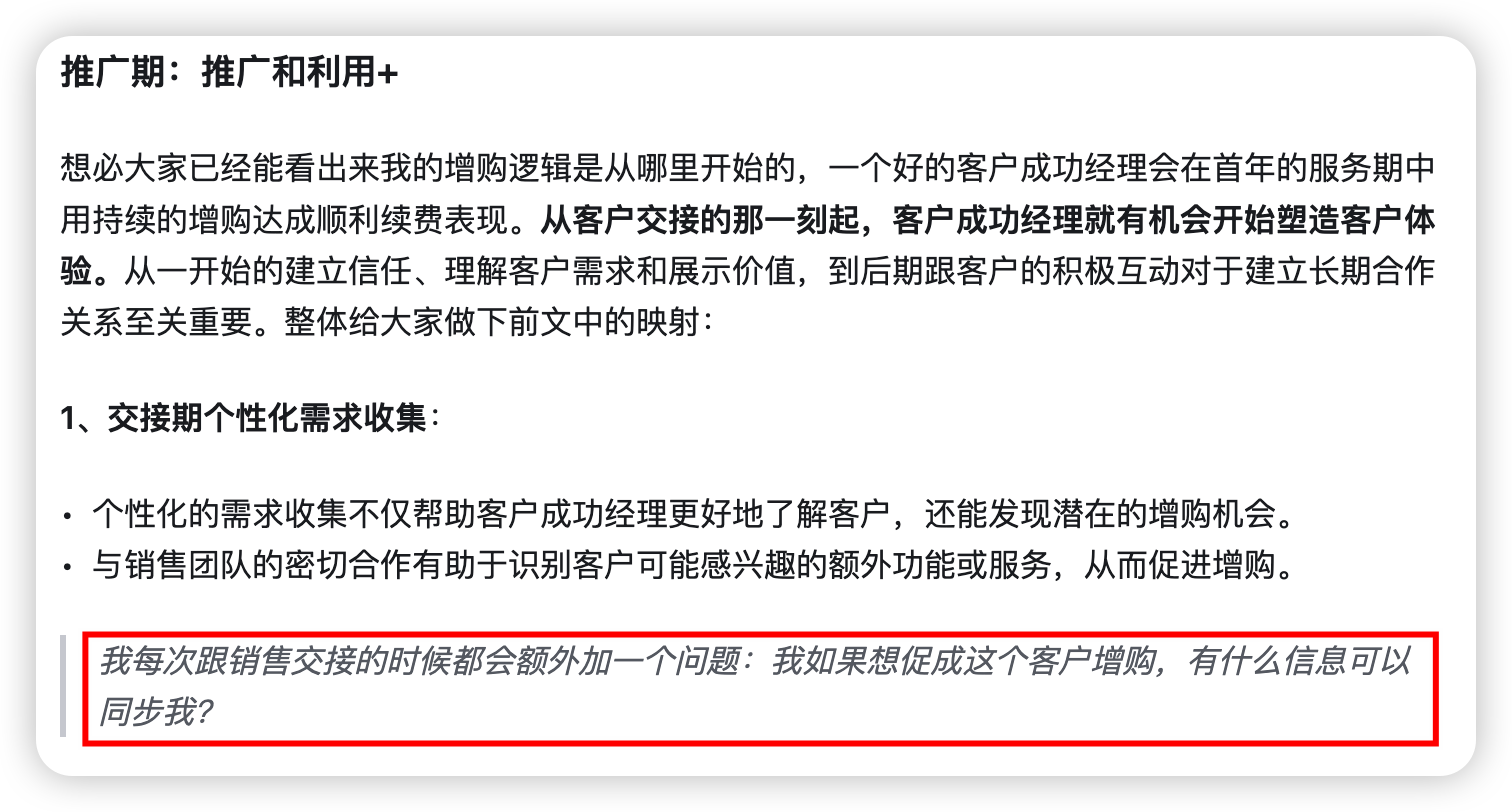 推广期：推广和利用+
想必大家已经能看出来我的增购逻辑是从哪里开始的，一个好的客户成功经理会在首年的服务期中
用持续的增购达成顺利续费表现。从客户交接的那一刻起，客户成功经理就有机会开始塑造客户体
验。从一开始的建立信任、理解客户需求和展示价值，到后期跟客户的积极互动对于建立长期合作
关系至关重要。整体给大家做下前文中的映射：
1、交接期个性化需求收集：
• 个性化的需求收集不仅帮助客户成功经理更好地了解客户，还能发现潜在的增购机会。
• 与销售团队的密切合作有助于识别客户可能感兴趣的额外功能或服务，从而促进增购。
我每次跟销售交接的时候都会额外加一个问题：我如果想促成这个客户增购，有什么信息可以
同步我？